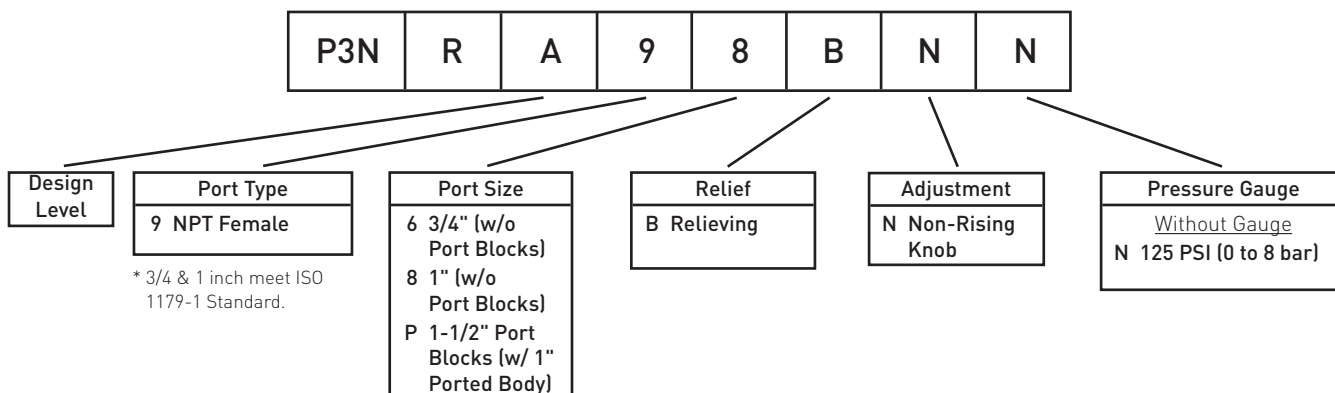 P3N R A 9 8 B N N
Design
Level
Port Type
9 NPT Female
* 3/4 & 1 inch meet ISO
1179-1 Standard.
Port Size
6 3/4" (w/o
Port Blocks)
8 1" (w/o
Port Blocks)
P 1-1/2" Port
Blocks (w/ 1"
Ported Body)
Relief
B Relieving
Adjustment
N Non-Rising
Knob
Pressure Gauge
Without Gauge
N 125 PSI (0 to 8 bar)